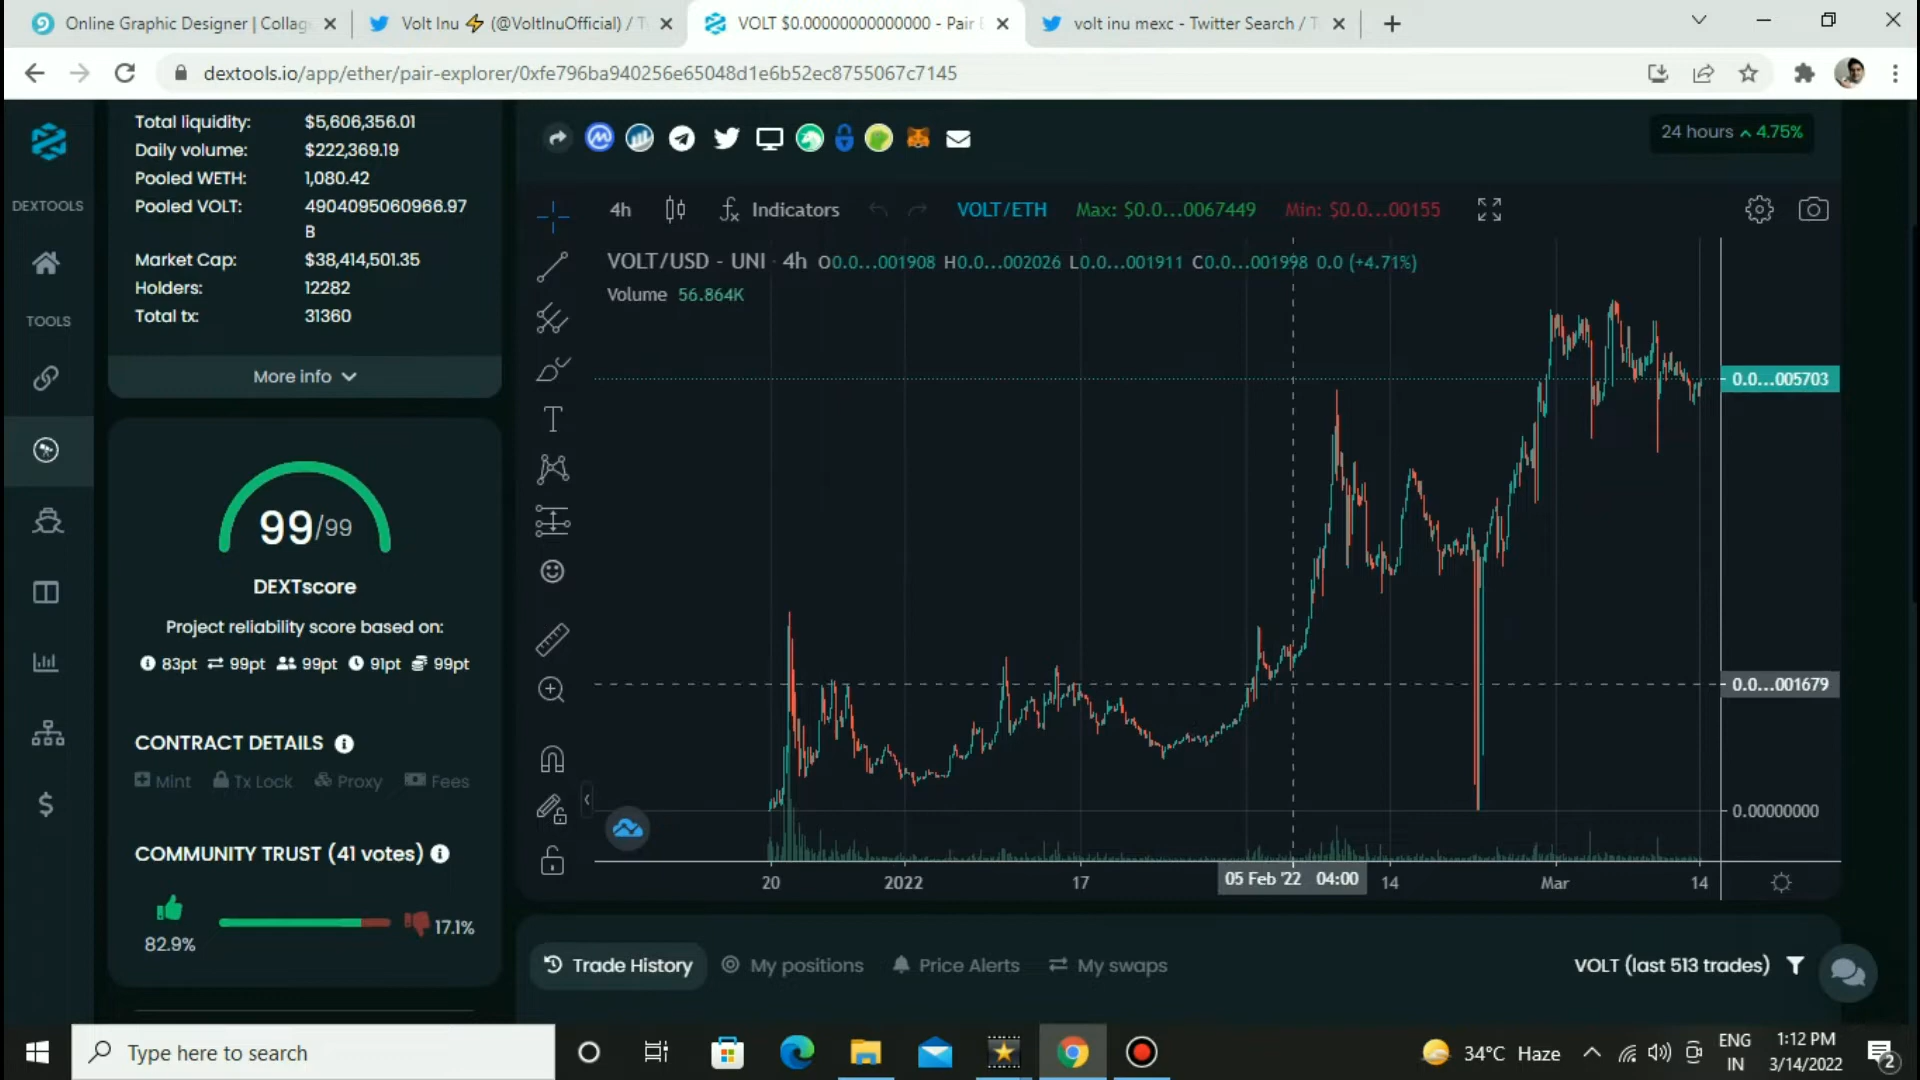 Online Graphic Designer | Collag
Volt Inu ⚡ (@VoltInuOfficial) / T
VOLT $0.00000000000000 - Pair E
volt inu mexc - Twitter Search / T
dextools.io/app/ether/pair-explorer/0xfe796ba940256e65048d1e6b52ec8755067c7145
Total liquidity: $5,606,356.01
Daily volume: $222,369.19
Pooled WETH: 1,080.42
Pooled VOLT: 4904095060966.97
B
Market Cap: $38,414,501.35
Holders: 12282
Total tx: 31360
More info
DEXTOOLS
TOOLS
24 hours 4.75%
4h Indicators VOLT/ETH Max: $0.0...0067449 Min: $0.0...00155
VOLT/USD - UNI · 4h O0.0...001908 H0.0...002026 L0.0...001911 C0.0...001998 0.0 (+4.71%)
Volume 56.864K
0.0...005703
0.0...001679
0.00000000
20 2022 17 05 Feb '22 04:00 14 Mar 14
99/99
DEXTscore
Project reliability score based on:
83pt 99pt 99pt 91pt 99pt
CONTRACT DETAILS
Mint Tx Lock Proxy Fees
COMMUNITY TRUST (41 votes)
82.9%
17.1%
Trade History My positions Price Alerts My swaps
VOLT (last 513 trades)
Type here to search
34°C Haze
ENG
IN
1:12 PM
3/14/2022
2